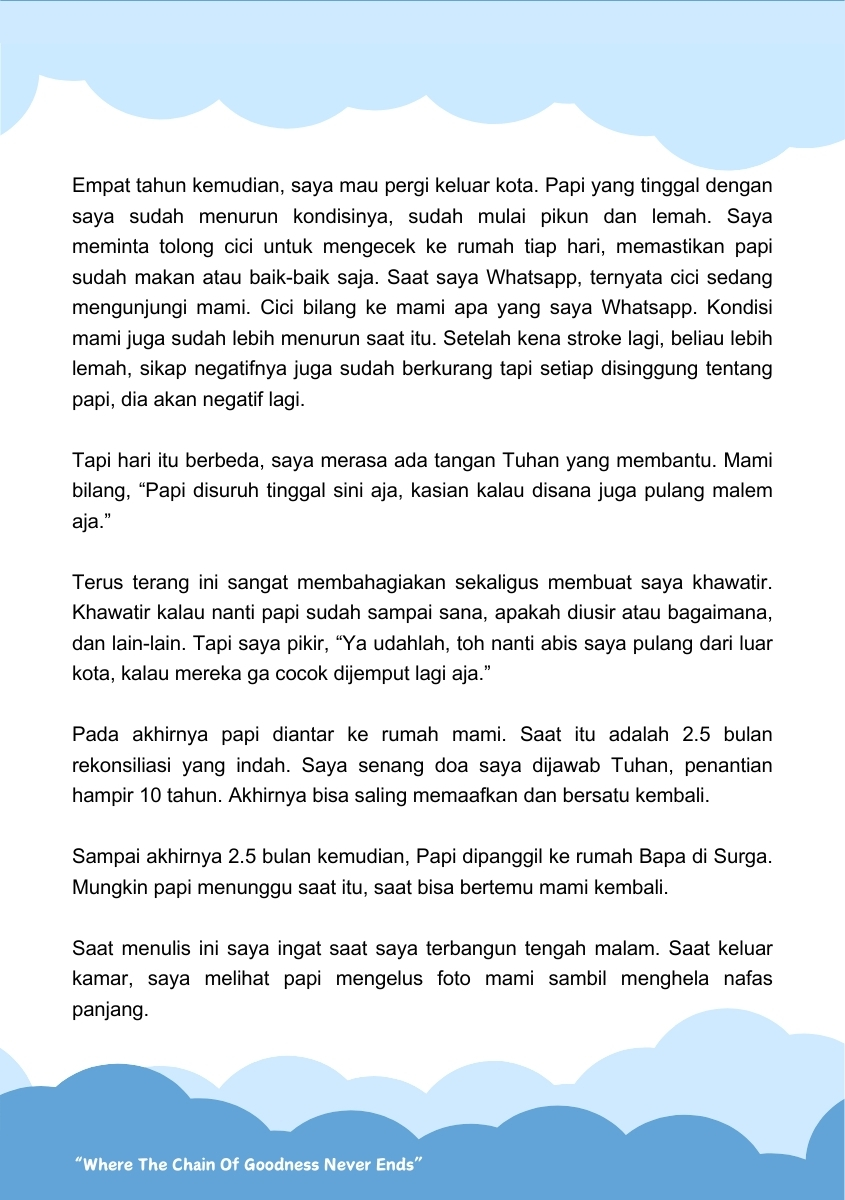 Empat tahun kemudian, saya mau pergi keluar kota. Papi yang tinggal dengan
saya sudah menurun kondisinya, sudah mulai pikun dan lemah. Saya
meminta tolong cici untuk mengecek ke rumah tiap hari, memastikan papi
sudah makan atau baik-baik saja. Saat saya Whatsapp, ternyata cici sedang
mengunjungi mami. Cici bilang ke mami apa yang saya Whatsapp. Kondisi
mami juga sudah lebih menurun saat itu. Setelah kena stroke lagi, beliau lebih
lemah, sikap negatifnya juga sudah berkurang tapi setiap disinggung tentang
papi, dia akan negatif lagi.
Tapi hari itu berbeda, saya merasa ada tangan Tuhan yang membantu. Mami
bilang, “Papi disuruh tinggal sini aja, kasian kalau disana juga pulang malem
aja.”
Terus terang ini sangat membahagiakan sekaligus membuat saya khawatir.
Khawatir kalau nanti papi sudah sampai sana, apakah diusir atau bagaimana,
dan lain-lain. Tapi saya pikir, “Ya udahlah, toh nanti abis saya pulang dari luar
kota, kalau mereka ga cocok dijemput lagi aja.”
Pada akhirnya papi diantar ke rumah mami. Saat itu adalah 2.5 bulan
rekonsiliasi yang indah. Saya senang doa saya dijawab Tuhan, penantian
hampir 10 tahun. Akhirnya bisa saling memaafkan dan bersatu kembali.
Sampai akhirnya 2.5 bulan kemudian, Papi dipanggil ke rumah Bapa di Surga.
Mungkin papi menunggu saat itu, saat bisa bertemu mami kembali.
Saat menulis ini saya ingat saat saya terbangun tengah malam. Saat keluar
kamar, saya melihat papi mengelus foto mami sambil menghela nafas
panjang.
“Where The Chain Of Goodness Never Ends”